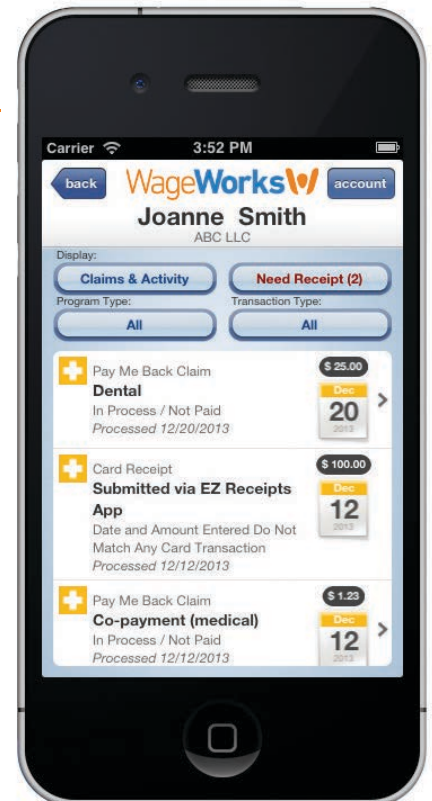 Carrier 3:52 PM
back WageWorks account
Joanne Smith
ABC LLC
Display:
Claims & Activity Need Receipt (2)
Program Type: Transaction Type:
All All
Pay Me Back Claim $ 25.00
Dental Dec
In Process / Not Paid 20
Processed 12/20/2013 2013
Card Receipt $ 100.00
Submitted via EZ Receipts Dec
App 12
Date and Amount Entered Do Not 2013
Match Any Card Transaction
Processed 12/12/2013
Pay Me Back Claim $ 1.23
Co-payment (medical) Dec
In Process / Not Paid 12
Processed 12/12/2013 2013